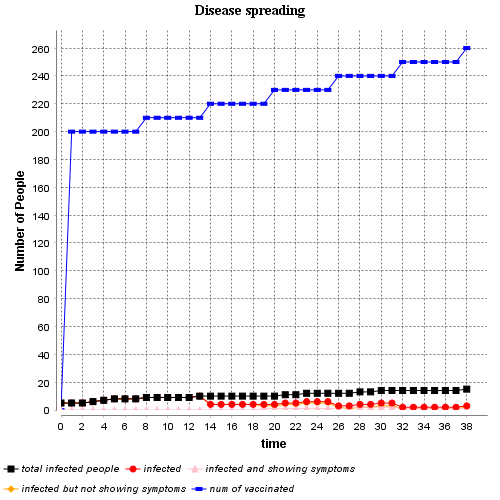 Disease spreading
Number of People
260
240
220
200
180
160
140
120
100
80
60
40
20
0
0 2 4 6 8 10 12 14 16 18 20 22 24 26 28 30 32 34 36 38
time
total infected people infected infected and showing symptoms
infected but not showing symptoms num of vaccinated